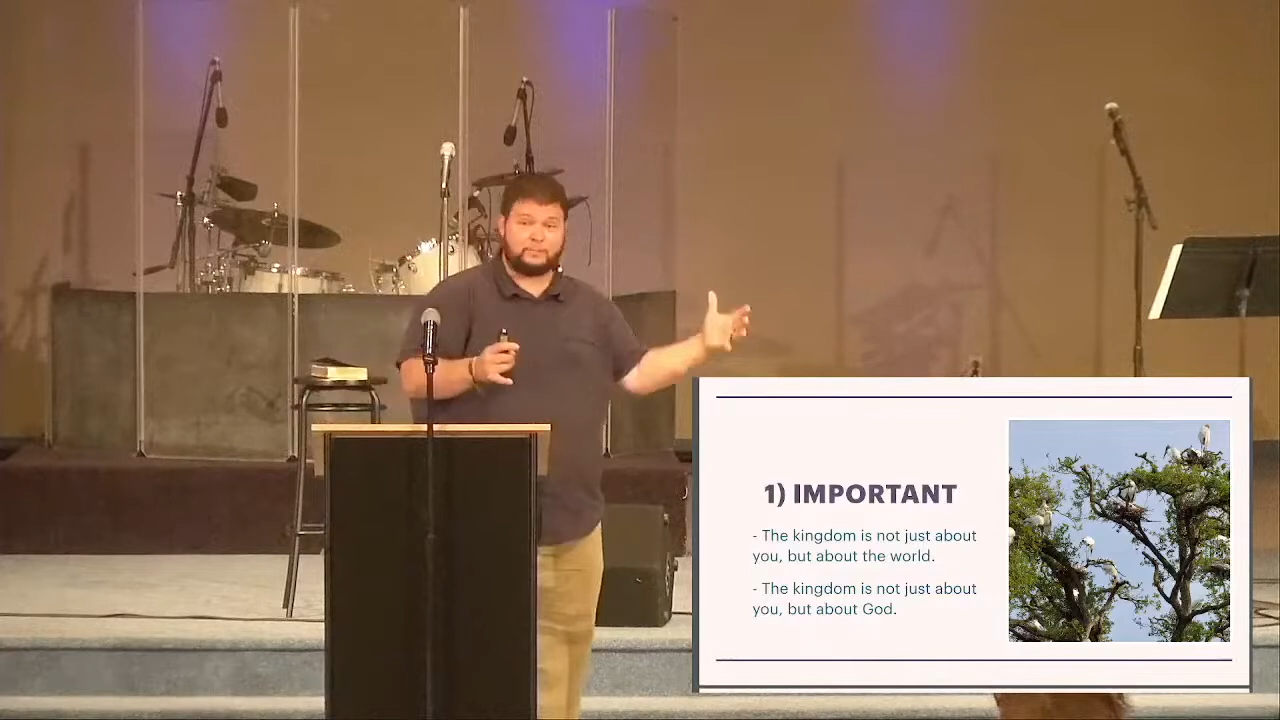 1) IMPORTANT
- The kingdom is not just about
you, but about the world.
- The kingdom is not just about
you, but about God.